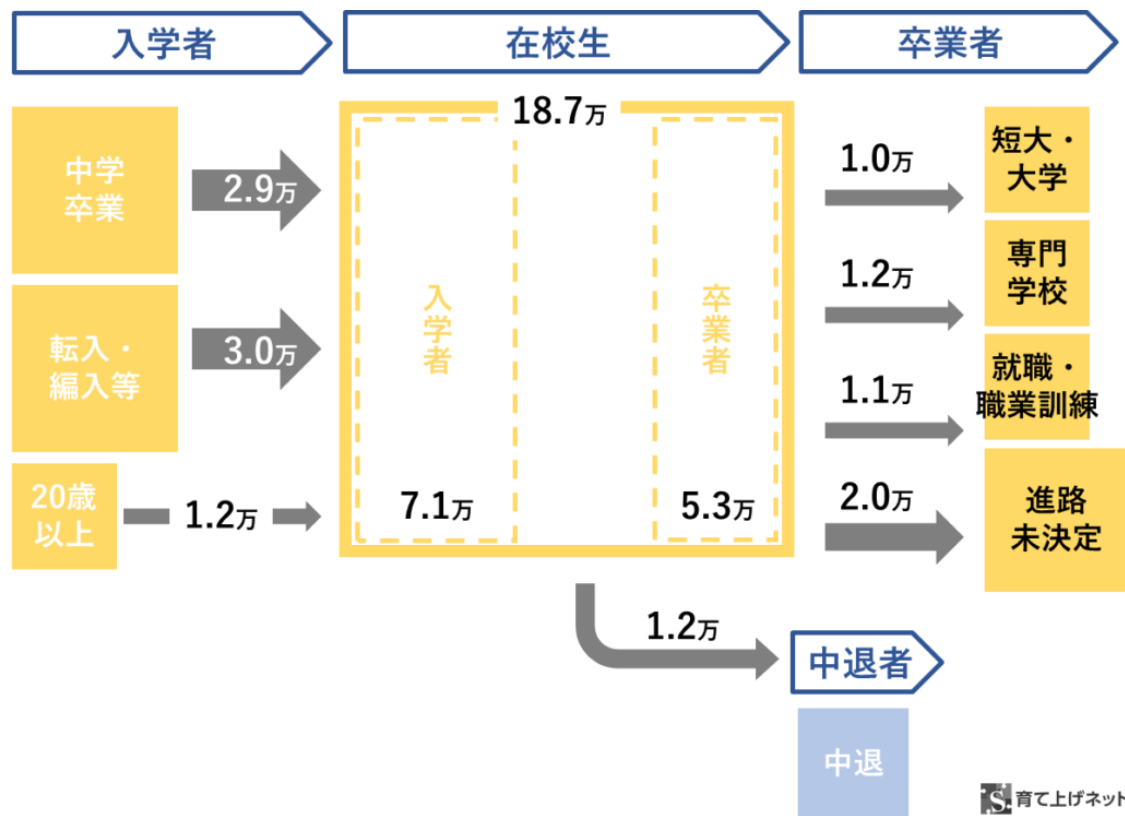 入学者
在校生
卒業者
18.7万
中学
卒業
2.9万
転入・
編入等
3.0万
20歳
以上
1.2万
入学者
7.1万
卒業者
5.3万
1.0万
短大・
大学
1.2万
専門
学校
1.1万
就職・
職業訓練
2.0万
進路
未決定
1.2万
中退者
中退
S 育て上げネット